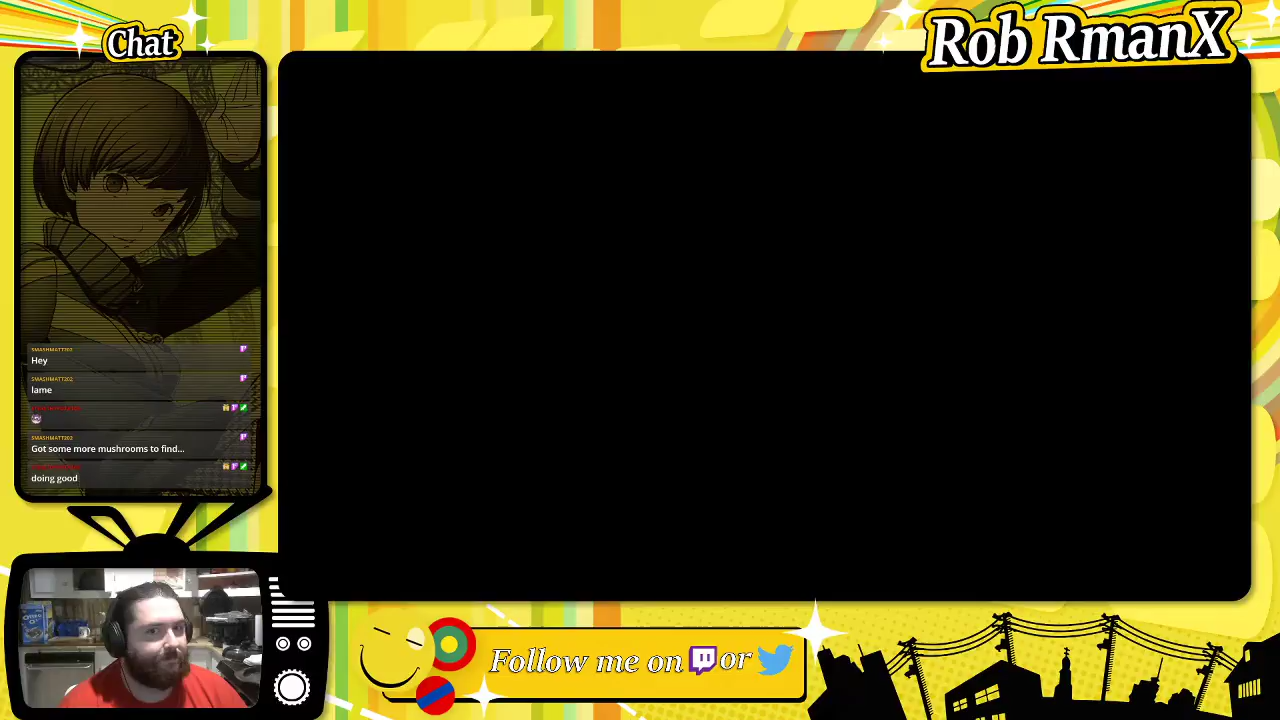 Chat
Rob RmanX
SMASHMATT202
Hey
SMASHMATT202
lame
SMASHMATT202
Got some more mushrooms to find...
doing good
Follow me on or